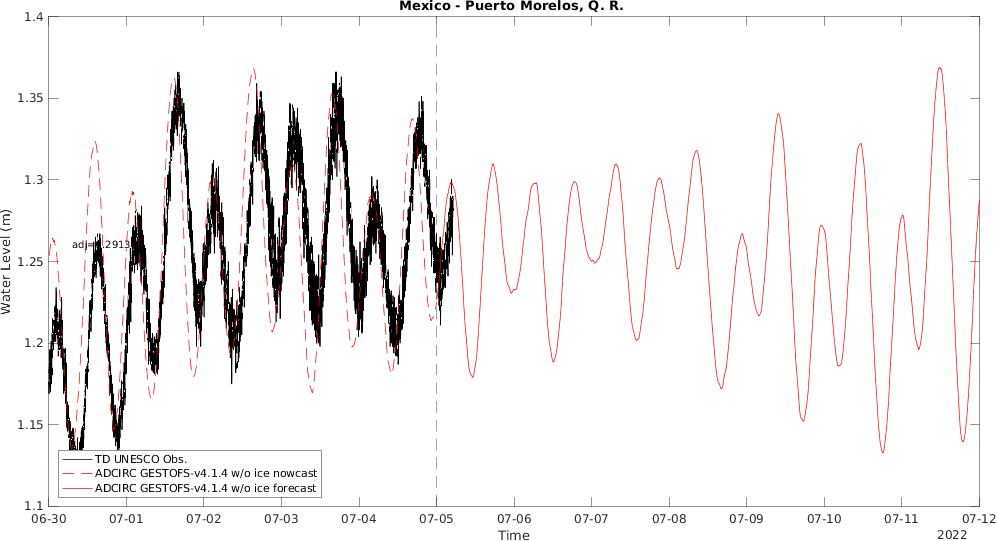 Mexico - Puerto Morelos, Q. R.
1.4
1.35
1.3
1.25
1.2
1.15
1.1
Water Level (m)
TD UNESCO Obs.
ADCIRC GESTOFS-v4.1.4 w/o ice nowcast
ADCIRC GESTOFS-v4.1.4 w/o ice forecast
06-30 07-01 07-02 07-03 07-04 07-05 07-06 07-07 07-08 07-09 07-10 07-11 07-12
Time
2022